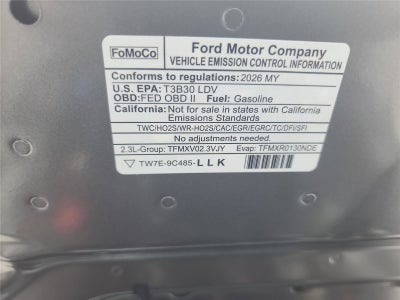 FoMoCo
Ford Motor Company
VEHICLE EMISSION CONTROL INFORMATION
Conforms to regulations: 2026 MY
U.S. EPA: T3B30 LDV
OBD: FED OBD II Fuel: Gasoline
California: Not for sale in states with California
Emissions Standards
TWC/HO2S/WR-HO2S/CAC/EGR/EGRC/TC/DFI/SFI
No adjustments needed.
2.3L-Group: TFMXV02.3VJY Evap: TFMXR0130NDE
TW7E-9C485-LLK